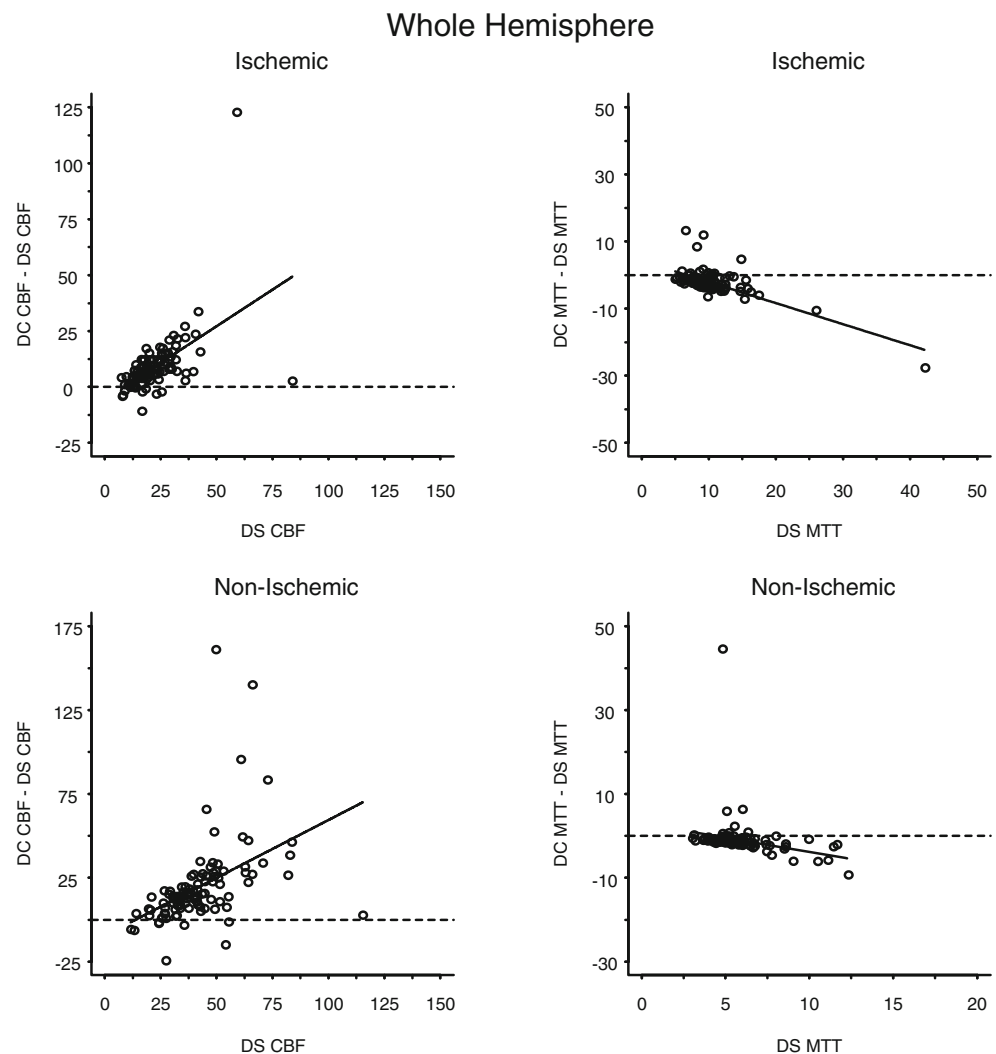 Whole Hemisphere
Ischemic
125
100
75
50
25
0
-25
DC CBF - DS CBF
0 25 50 75 100 125 150
DS CBF
Ischemic
50
30
10
-10
-30
-50
DC MTT - DS MTT
0 10 20 30 40 50
DS MTT
Non-Ischemic
175
125
75
25
-25
DC CBF - DS CBF
0 25 50 75 100 125 150
DS CBF
Non-Ischemic
50
30
10
-10
-30
DC MTT - DS MTT
0 5 10 15 20
DS MTT